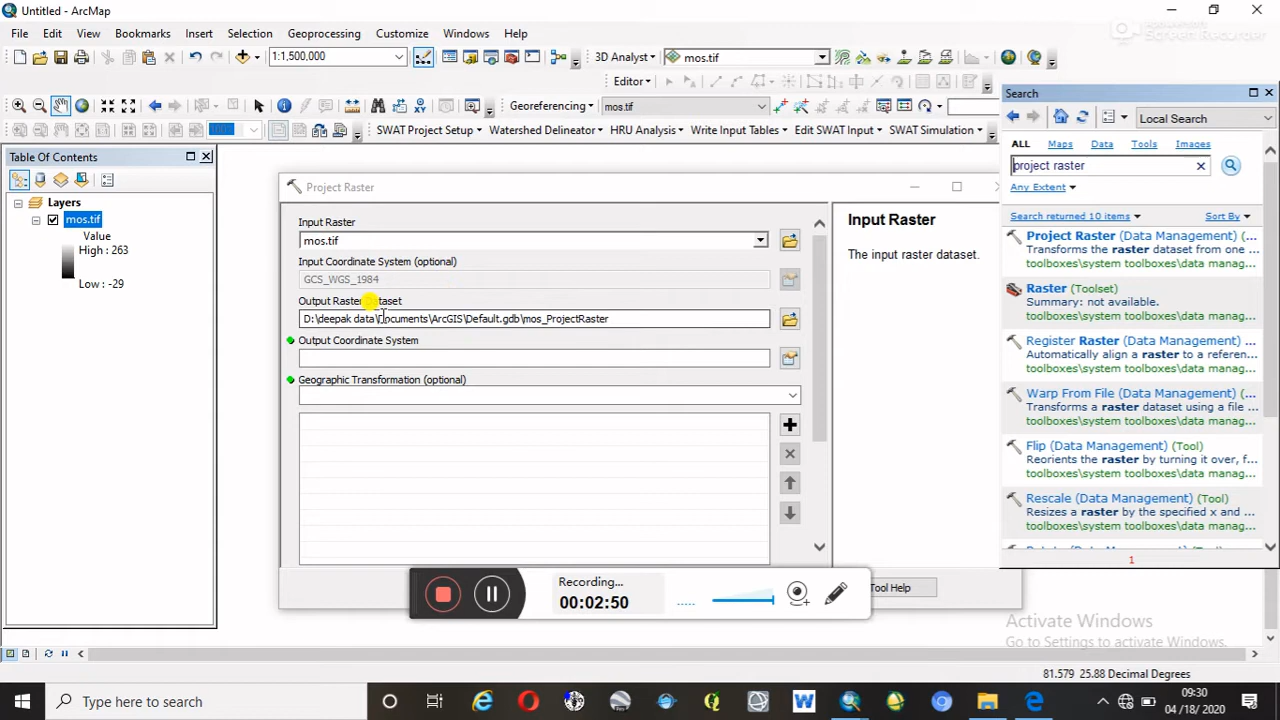 Untitled - ArcMap
File Edit View Bookmarks Insert Selection Geoprocessing Customize Windows Help
1:1,500,000
3D Analyst
mos.tif
Editor
Georeferencing
mos.tif
SWAT Project Setup Watershed Delineator HRU Analysis Write Input Tables Edit SWAT Input SWAT Simulation
Table Of Contents
Layers
mos.tif
Value
High : 263
Low : -29
Project Raster
Input Raster
mos.tif
Input Coordinate System (optional)
GCS_WGS_1984
Output Raster Dataset
D:\deepak data\Documents\ArcGIS\Default.gdb\mos_ProjectRaster
Output Coordinate System
Geographic Transformation (optional)
Input Raster
The input raster dataset.
Tool Help
Search
Local Search
ALL Maps Data Tools Images
project raster
Any Extent
Search returned 10 items
Sort By
Project Raster (Data Management) (...
Transforms the raster dataset from one ...
toolboxes\system toolboxes\data manag...
Raster (Toolset)
Summary: not available.
Register Raster (Data Management) (T...
Automatically align a raster to a referen...
toolboxes\system toolboxes\data manag...
Warp From File (Data Management) (...
Transforms a raster dataset using a file ...
toolboxes\system toolboxes\data manag...
Flip (Data Management) (Tool)
Reorients the raster by turning it over, f...
toolboxes\system toolboxes\data manag...
Rescale (Data Management) (Tool)
Resizes a raster by the specified x and ...
toolboxes\system toolboxes\data manag...
1
Recording...
00:02:50
Activate Windows
Go to Settings to activate Windows.
81.579 25.88 Decimal Degrees
Type here to search
09:30
04 /18/ 2020